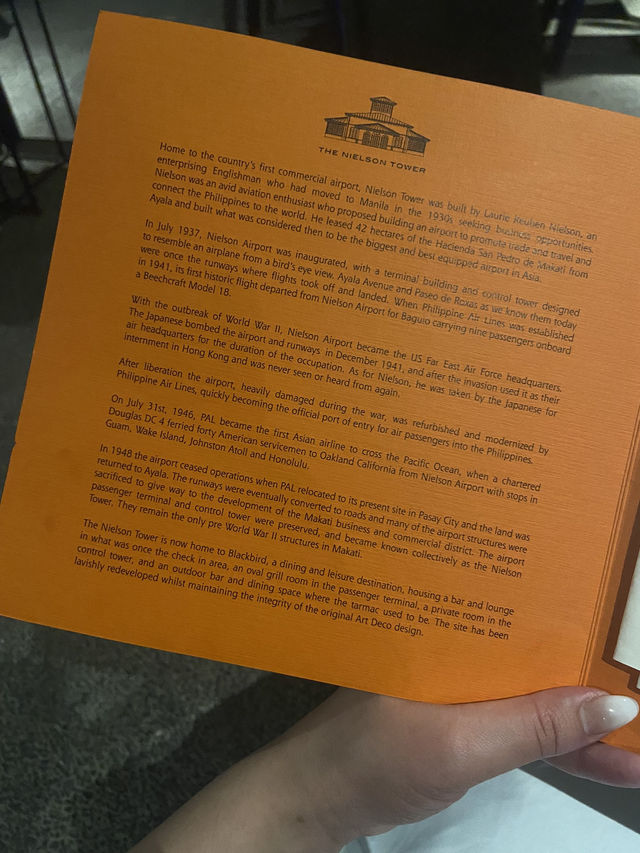 THE NIELSON TOWER
Home to the country's first commercial airport, Nielson Tower was built by Laurie Reuben Nielson, an
enterprising Englishman who had moved to Manila in the 1930s, seeking business opportunities.
Nielson was an avid aviation enthusiast who proposed building an airport to promote trade and travel and
connect the Philippines to the world. He leased 42 hectares of the Hacienda San Pedro de Makati from
Ayala and built what was considered then to be the biggest and best equipped airport in Asia.
In July 1937, Nielson Airport was inaugurated, with a terminal building and control tower designed
to resemble an airplane from a bird's eye view. Ayala Avenue and Paseo de Roxas as we know them today
were once the runways where flights took off and landed. When Philippine Air Lines was established
in 1941, its first historic flight departed from Nielson Airport for Baguio carrying nine passengers onboard
a Beechcraft Model 18.
With the outbreak of World War II, Nielson Airport became the US Far East Air Force headquarters.
The Japanese bombed the airport and runways in December 1941, and after the invasion used it as their
air headquarters for the duration of the occupation. As for Nielson, he was taken by the Japanese for
internment in Hong Kong and was never seen or heard from again.
After liberation the airport, heavily damaged during the war, was refurbished and modernized by
Philippine Air Lines, quickly becoming the official port of entry for air passengers into the Philippines.
On July 31st, 1946, PAL became the first Asian airline to cross the Pacific Ocean, when a chartered
Douglas DC 4 ferried forty American servicemen to Oakland California from Nielson Airport with stops in
Guam, Wake Island, Johnston Atoll and Honolulu.
In 1948 the airport ceased operations when PAL relocated to its present site in Pasay City and the land was
returned to Ayala. The runways were eventually converted to roads and many of the airport structures were
sacrificed to give way to the development of the Makati business and commercial district. The airport
passenger terminal and control tower were preserved, and became known collectively as the Nielson
Tower. They remain the only pre World War II structures in Makati.
The Nielson Tower is now home to Blackbird, a dining and leisure destination, housing a bar and lounge
in what was once the check in area, an oval grill room in the passenger terminal, a private room in the
control tower, and an outdoor bar and dining space where the tarmac used to be. The site has been
lavishly redeveloped whilst maintaining the integrity of the original Art Deco design.